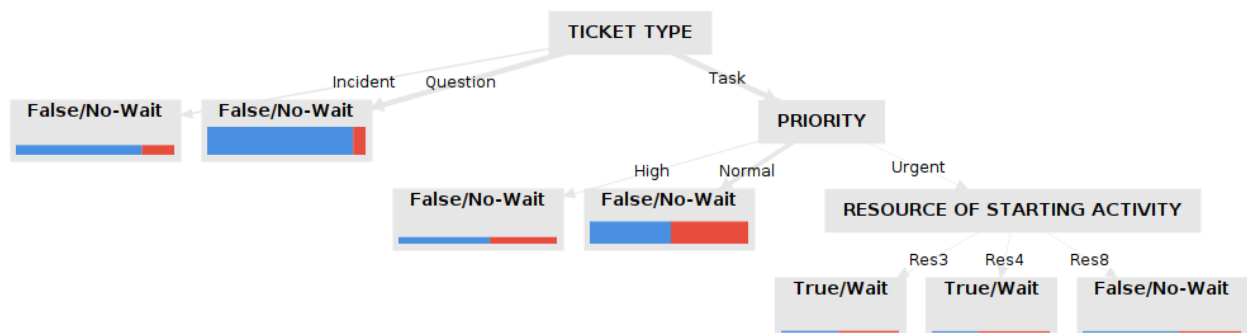 TICKET TYPE
Incident
Question
Task
False/No-Wait
False/No-Wait
PRIORITY
High
Normal
Urgent
False/No-Wait
False/No-Wait
RESOURCE OF STARTING ACTIVITY
Res3
Res4
Res8
True/Wait
True/Wait
False/No-Wait